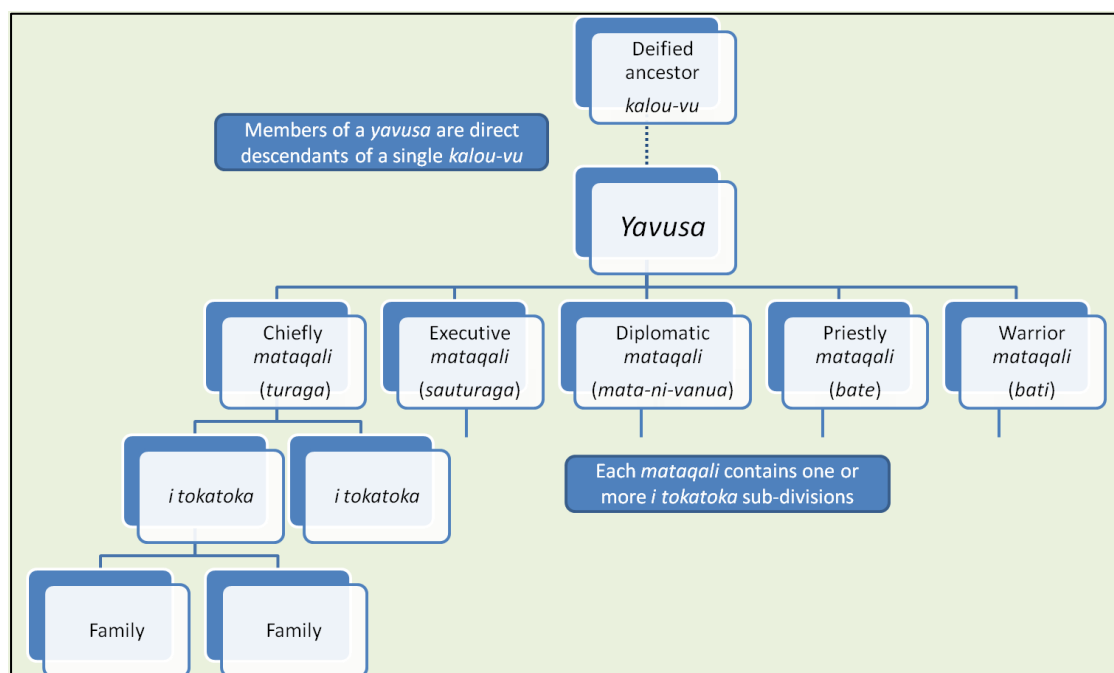 Deified
ancestor
kalou-vu
Members of a yavusa are direct
descendants of a single kalou-vu
Yavusa
Chiefly
mataqali
(turaga)
Executive
mataqali
(sauturaga)
Diplomatic
mataqali
(mata-ni-vanua)
Priestly
mataqali
(bate)
Warrior
mataqali
(bati)
i tokatoka
i tokatoka
Each mataqali contains one or
more i tokatoka sub-divisions
Family
Family